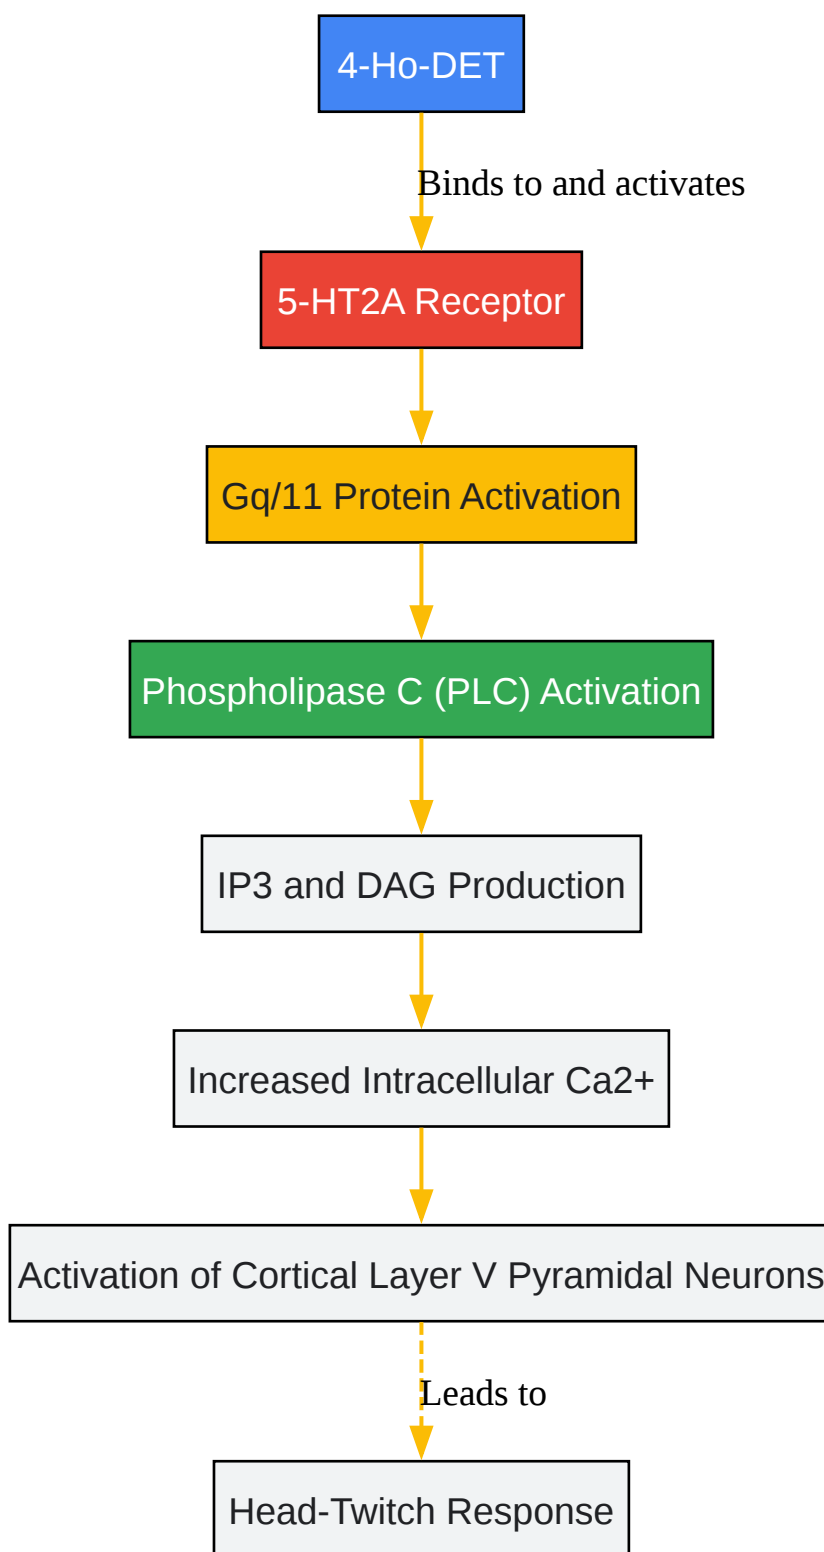 4-Ho-DET
Binds to and activates
5-HT2A Receptor
Gq/11 Protein Activation
Phospholipase C (PLC) Activation
IP3 and DAG Production
Increased Intracellular Ca2+
Activation of Cortical Layer V Pyramidal Neurons
Leads to
Head-Twitch Response